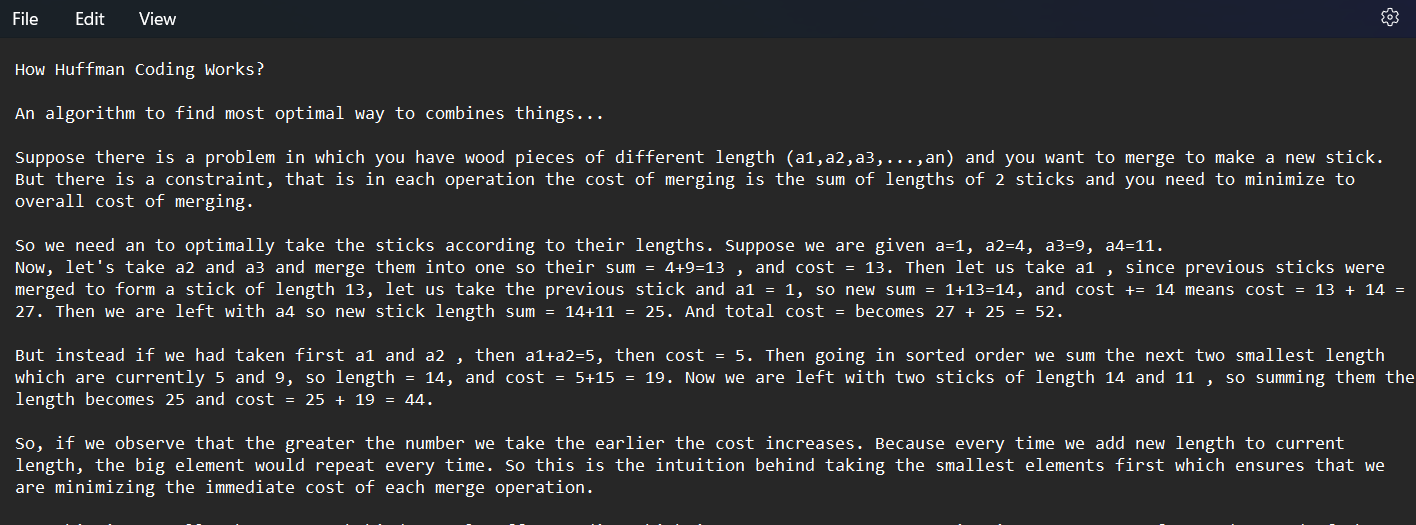 File Edit View
How Huffman Coding Works?
An algorithm to find most optimal way to combines things...
Suppose there is a problem in which you have wood pieces of different length (a1,a2,a3,...,an) and you want to merge to make a new stick.
But there is a constraint, that is in each operation the cost of merging is the sum of lengths of 2 sticks and you need to minimize to
overall cost of merging.
So we need an to optimally take the sticks according to their lengths. Suppose we are given a=1, a2=4, a3=9, a4=11.
Now, let's take a2 and a3 and merge them into one so their sum = 4+9=13 , and cost = 13. Then let us take a1 , since previous sticks were
merged to form a stick of length 13, let us take the previous stick and a1 = 1, so new sum = 1+13=14, and cost += 14 means cost = 13 + 14 =
27. Then we are left with a4 so new stick length sum = 14+11 = 25. And total cost = becomes 27 + 25 = 52.
But instead if we had taken first a1 and a2 , then a1+a2=5, then cost = 5. Then going in sorted order we sum the next two smallest length
which are currently 5 and 9, so length = 14, and cost = 5+15 = 19. Now we are left with two sticks of length 14 and 11 , so summing them the
length becomes 25 and cost = 25 + 19 = 44.
So, if we observe that the greater the number we take the earlier the cost increases. Because every time we add new length to current
length, the big element would repeat every time. So this is the intuition behind taking the smallest elements first which ensures that we
are minimizing the immediate cost of each merge operation.